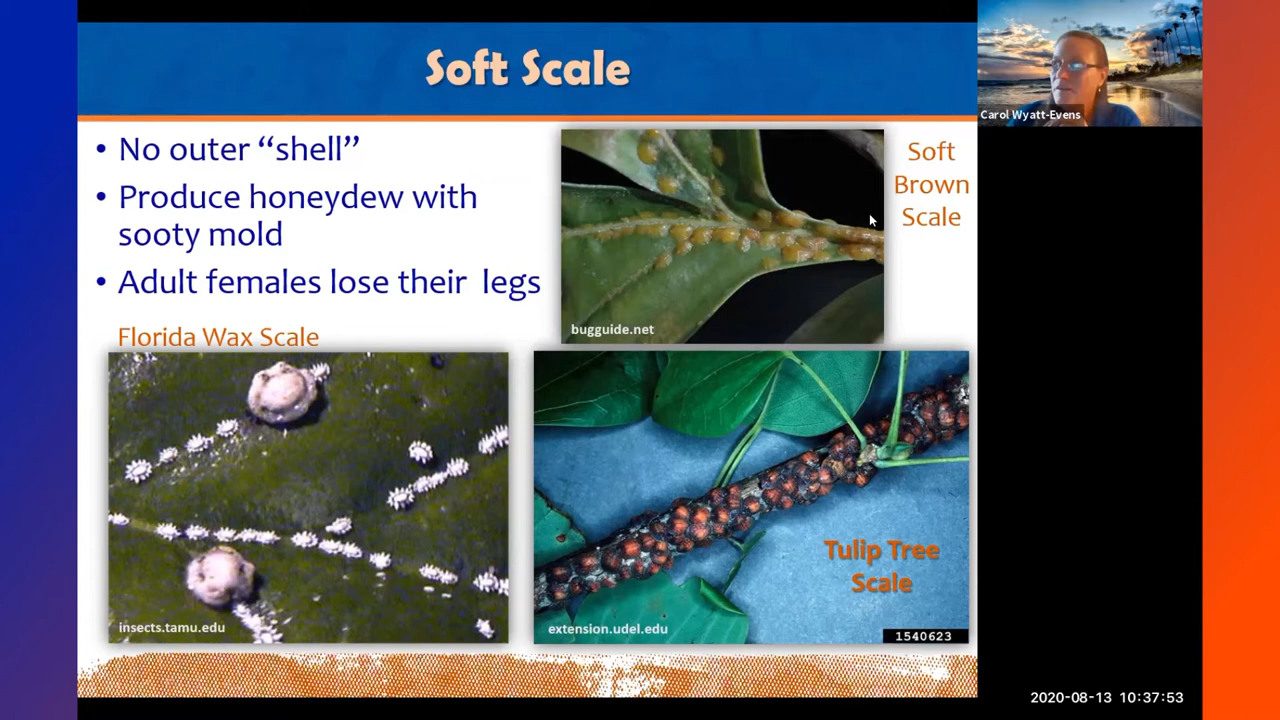 Soft Scale
Carol Wyatt-Evens
• No outer “shell”
• Produce honeydew with
sooty mold
• Adult females lose their legs
Soft
Brown
Scale
bugguide.net
Florida Wax Scale
insects.tamu.edu
Tulip Tree
Scale
extension.udel.edu
1540623
2020-08-13 10:37:53